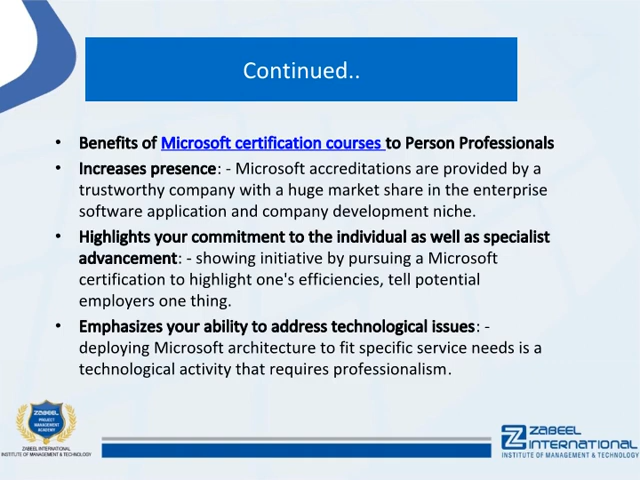 Continued..
• Benefits of Microsoft certification courses to Person Professionals
• Increases presence: - Microsoft accreditations are provided by a
trustworthy company with a huge market share in the enterprise
software application and company development niche.
• Highlights your commitment to the individual as well as specialist
advancement: - showing initiative by pursuing a Microsoft
certification to highlight one's efficiencies, tell potential
employers one thing.
• Emphasizes your ability to address technological issues: -
deploying Microsoft architecture to fit specific service needs is a
technological activity that requires professionalism.
ZABEEL
PROJECT
MANAGEMENT
ACADEMY
ZABEEL INTERNATIONAL
INSTITUTE OF MANAGEMENT & TECHNOLOGY
ZABEEL
INTERNATIONAL
INSTITUTE OF MANAGEMENT & TECHNOLOGY